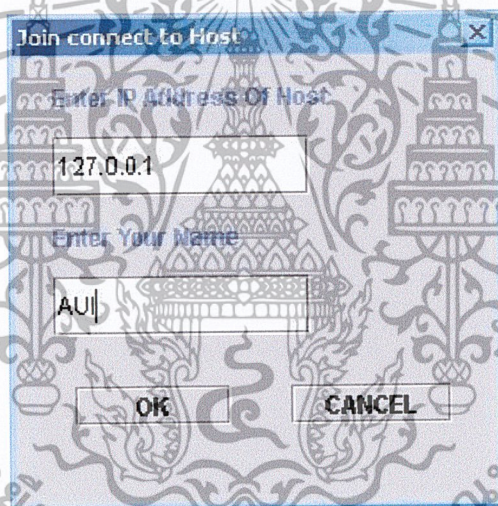 Join connect to Host
Enter IP Address Of Host
127.0.0.1
Enter Your Name
AUI
OK
CANCEL